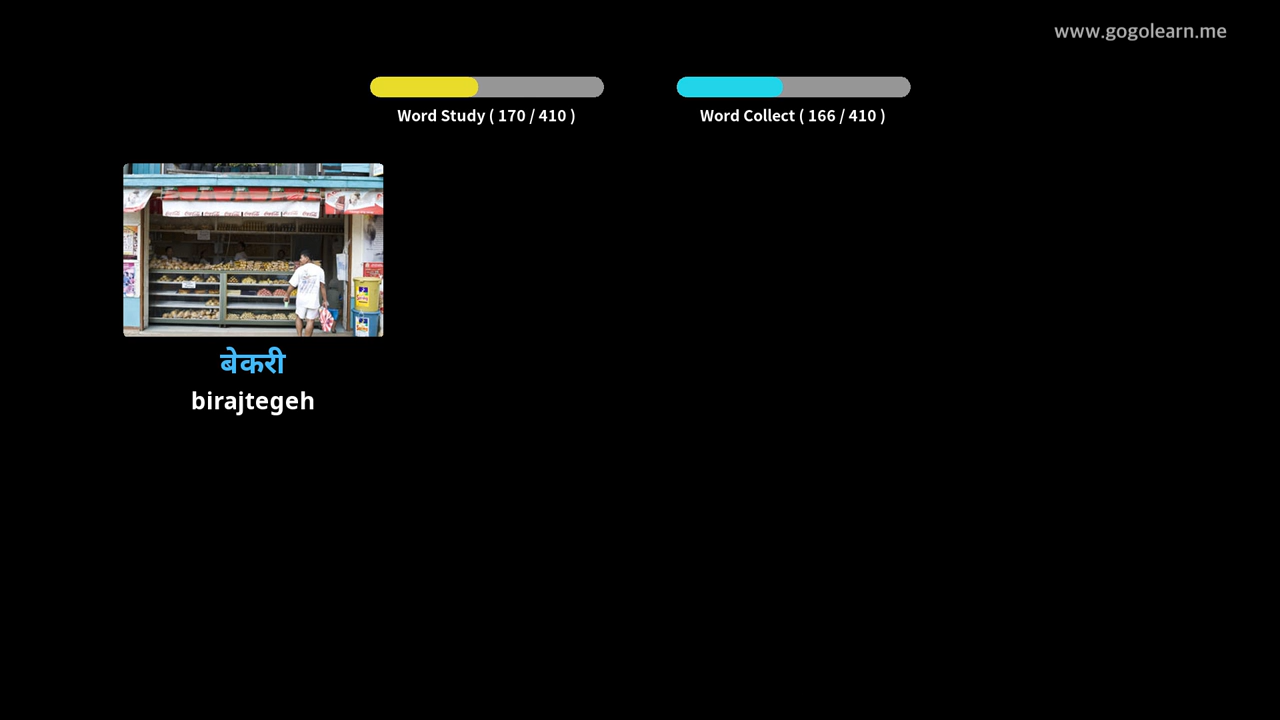 www.gogolearn.me
Word Study ( 170 / 410 )
Word Collect ( 166 / 410 )
बेकरी
birajtegeh